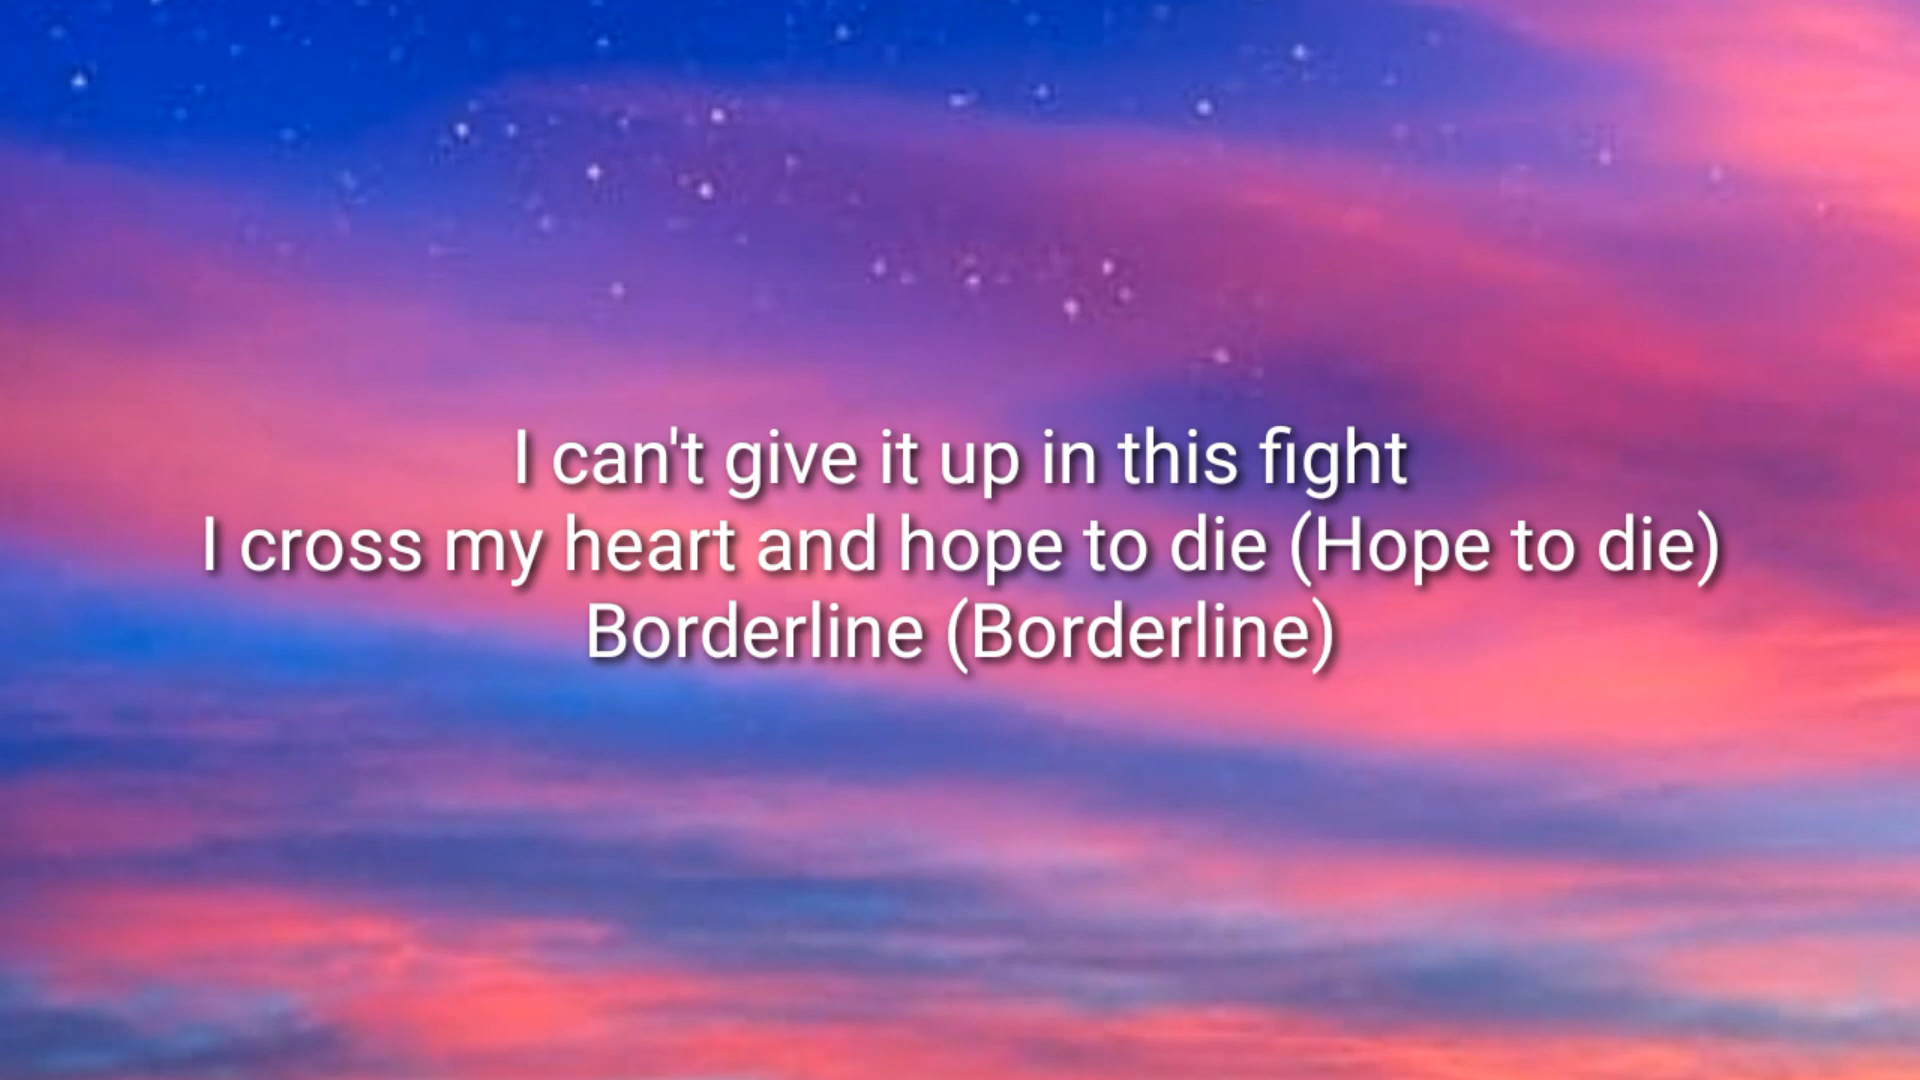 I can't give it up in this fight
I cross my heart and hope to die (Hope to die)
Borderline (Borderline)